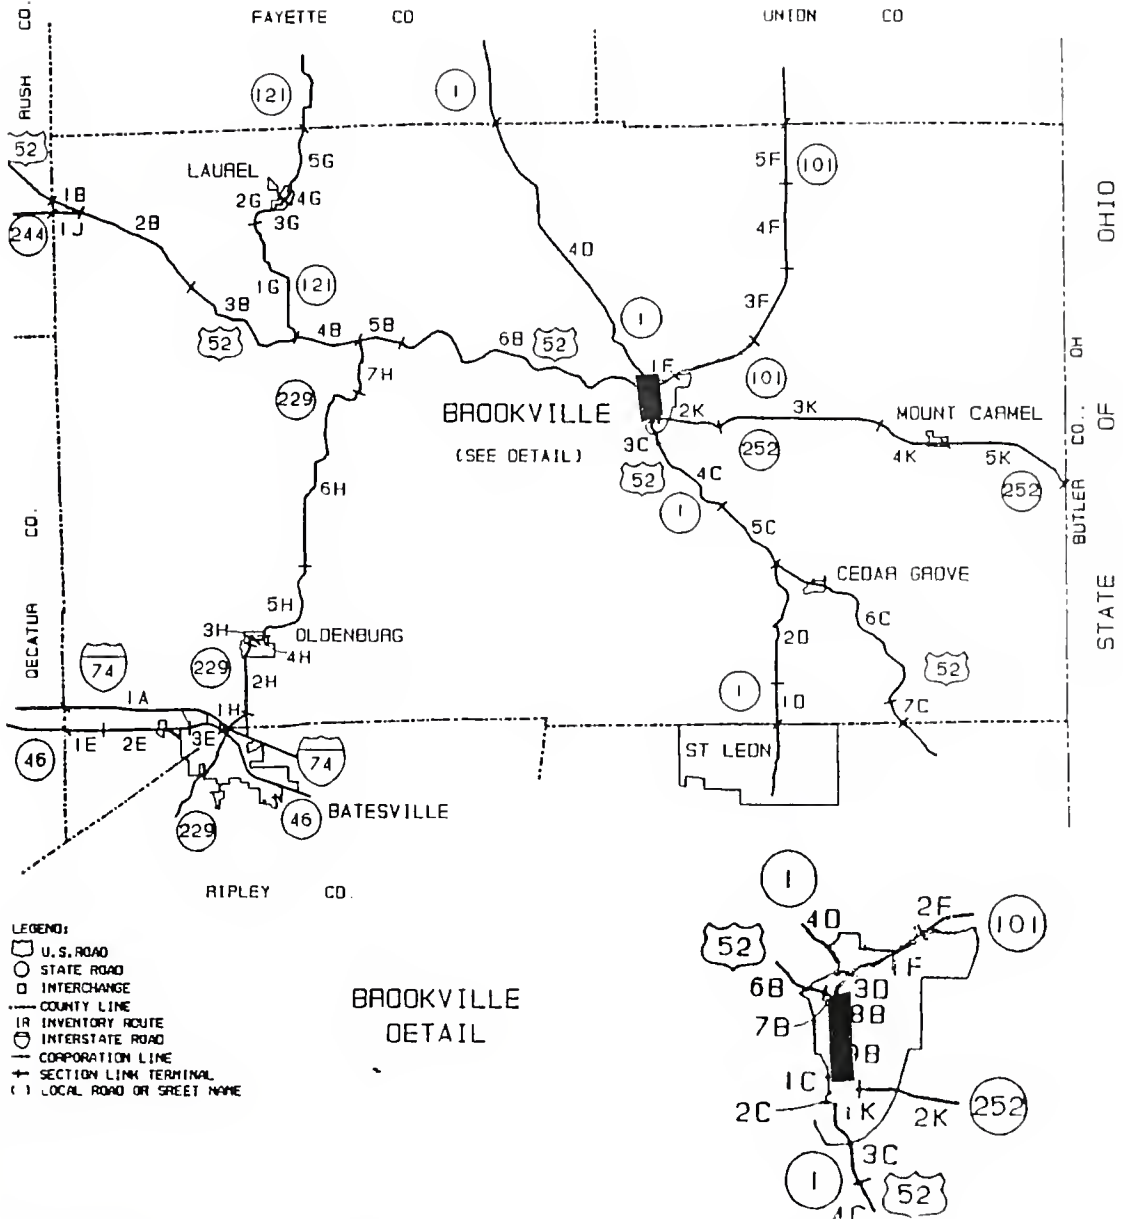 FAYETTE CO
UNION CO
RUSH CO.
121
1
52
101
LAUREL
5G
5F
1B
2G
4G
3G
244
1J
2B
4D
4F
OHIO
1G
121
3B
3F
1
52
4B
5B
6B
52
1F
101
7H
229
BROOKVILLE
2K
3K
MOUNT CARMEL
(SEE DETAIL)
3C
252
4K
5K
OH
52
4C
252
BUTLER CO.
OF
6H
1
5C
DECATUR CO.
CEDAR GROVE
STATE
5H
6C
3H
OLDENBURG
2D
74
229
4H
52
2H
1
1A
1H
1D
7C
1E
2E
3E
46
74
ST LEON
229
46
BATESVILLE
RIPLEY CO.
LEGEND:
U.S. ROAD
STATE ROAD
INTERCHANGE
COUNTY LINE
1R INVENTORY ROUTE
INTERSTATE ROAD
CORPORATION LINE
SECTION LINK TERMINAL
( ) LOCAL ROAD OR SREET NAME
BROOKVILLE
DETAIL
1
4D
2F
101
52
1F
6B
3D
7B
8B
9B
1C
2C
1K
2K
252
3C
1
52
4C